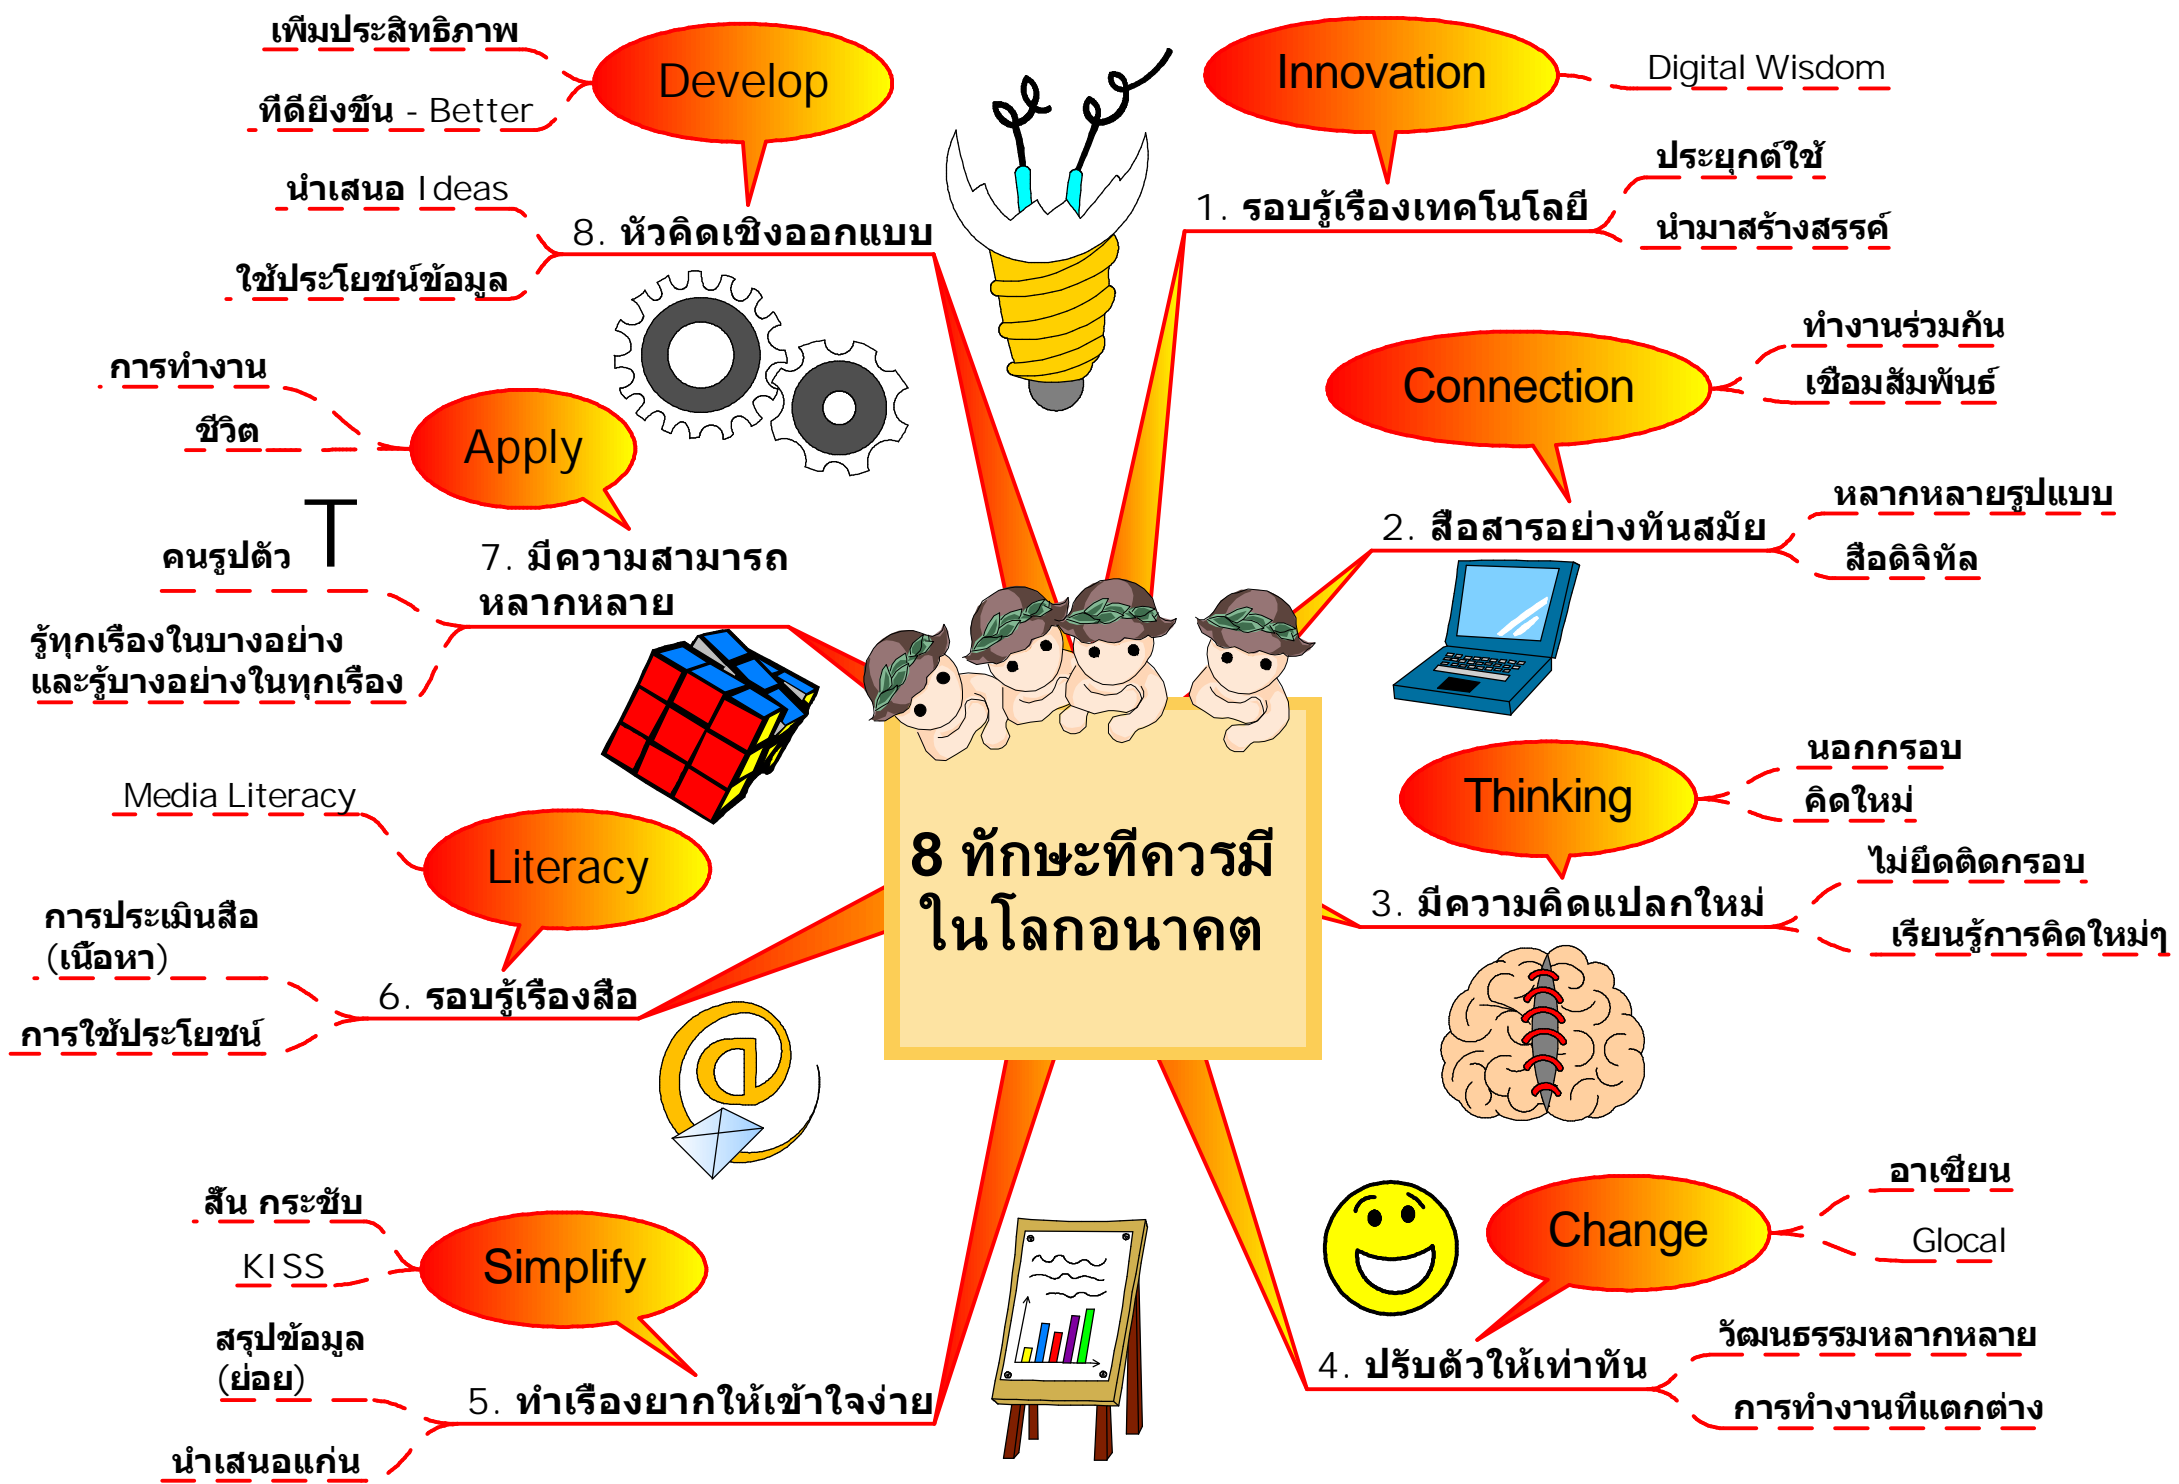 8 ทักษะที่ควรมี
ในโลกอนาคต
Innovation
Digital Wisdom
1. รอบรู้เรื่องเทคโนโลยี
ประยุกต์ใช้
นำมาสร้างสรรค์
Connection
ทำงานร่วมกัน
เชื่อมสัมพันธ์
2. สื่อสารอย่างทันสมัย
หลากหลายรูปแบบ
สื่อดิจิทัล
Thinking
นอกกรอบ
คิดใหม่
3. มีความคิดแปลกใหม่
ไม่ยึดติดกรอบ
เรียนรู้การคิดใหม่ๆ
Change
อาเซียน
Glocal
4. ปรับตัวให้เท่าทัน
วัฒนธรรมหลากหลาย
การทำงานที่แตกต่าง
Simplify
สั้น กระชับ
KISS
5. ทำเรื่องยากให้เข้าใจง่าย
สรุปข้อมูล
(ย่อย)
นำเสนอแก่น
Literacy
Media Literacy
6. รอบรู้เรื่องสื่อ
การประเมินสื่อ
(เนื้อหา)
การใช้ประโยชน์
Apply
การทำงาน
ชีวิต
7. มีความสามารถ
หลากหลาย
คนรูปตัว T
รู้ทุกเรื่องในบางอย่าง
และรู้บางอย่างในทุกเรื่อง
Develop
เพิ่มประสิทธิภาพ
ที่ดียิ่งขึ้น - Better
8. หัวคิดเชิงออกแบบ
นำเสนอ Ideas
ใช้ประโยชน์ข้อมูล